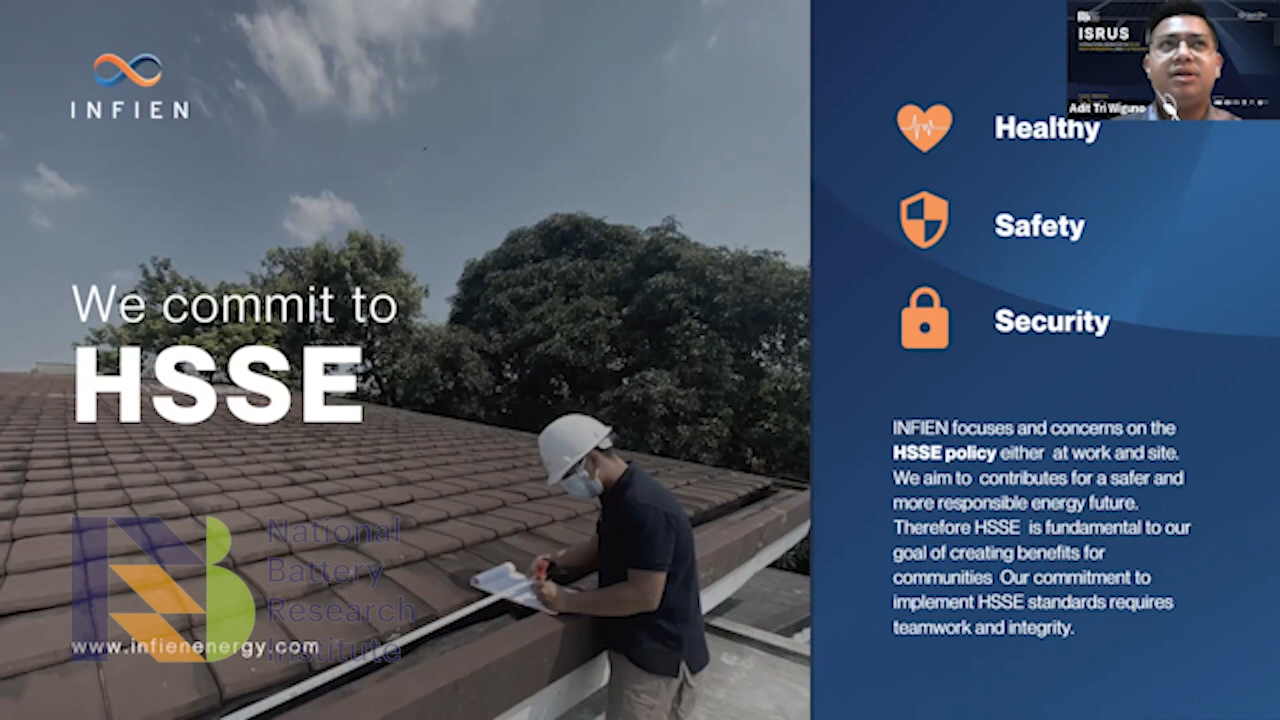 INFIEN
We commit to
HSSE
National
Battery
Research
Institute
www.infienenergy.com
ISRUS
Adit Tri Wiguno
Healthy
Safety
Security
INFIEN focuses and concerns on the
HSSE policy either at work and site.
We aim to contributes for a safer and
more responsible energy future.
Therefore HSSE is fundamental to our
goal of creating benefits for
communities Our commitment to
implement HSSE standards requires
teamwork and integrity.